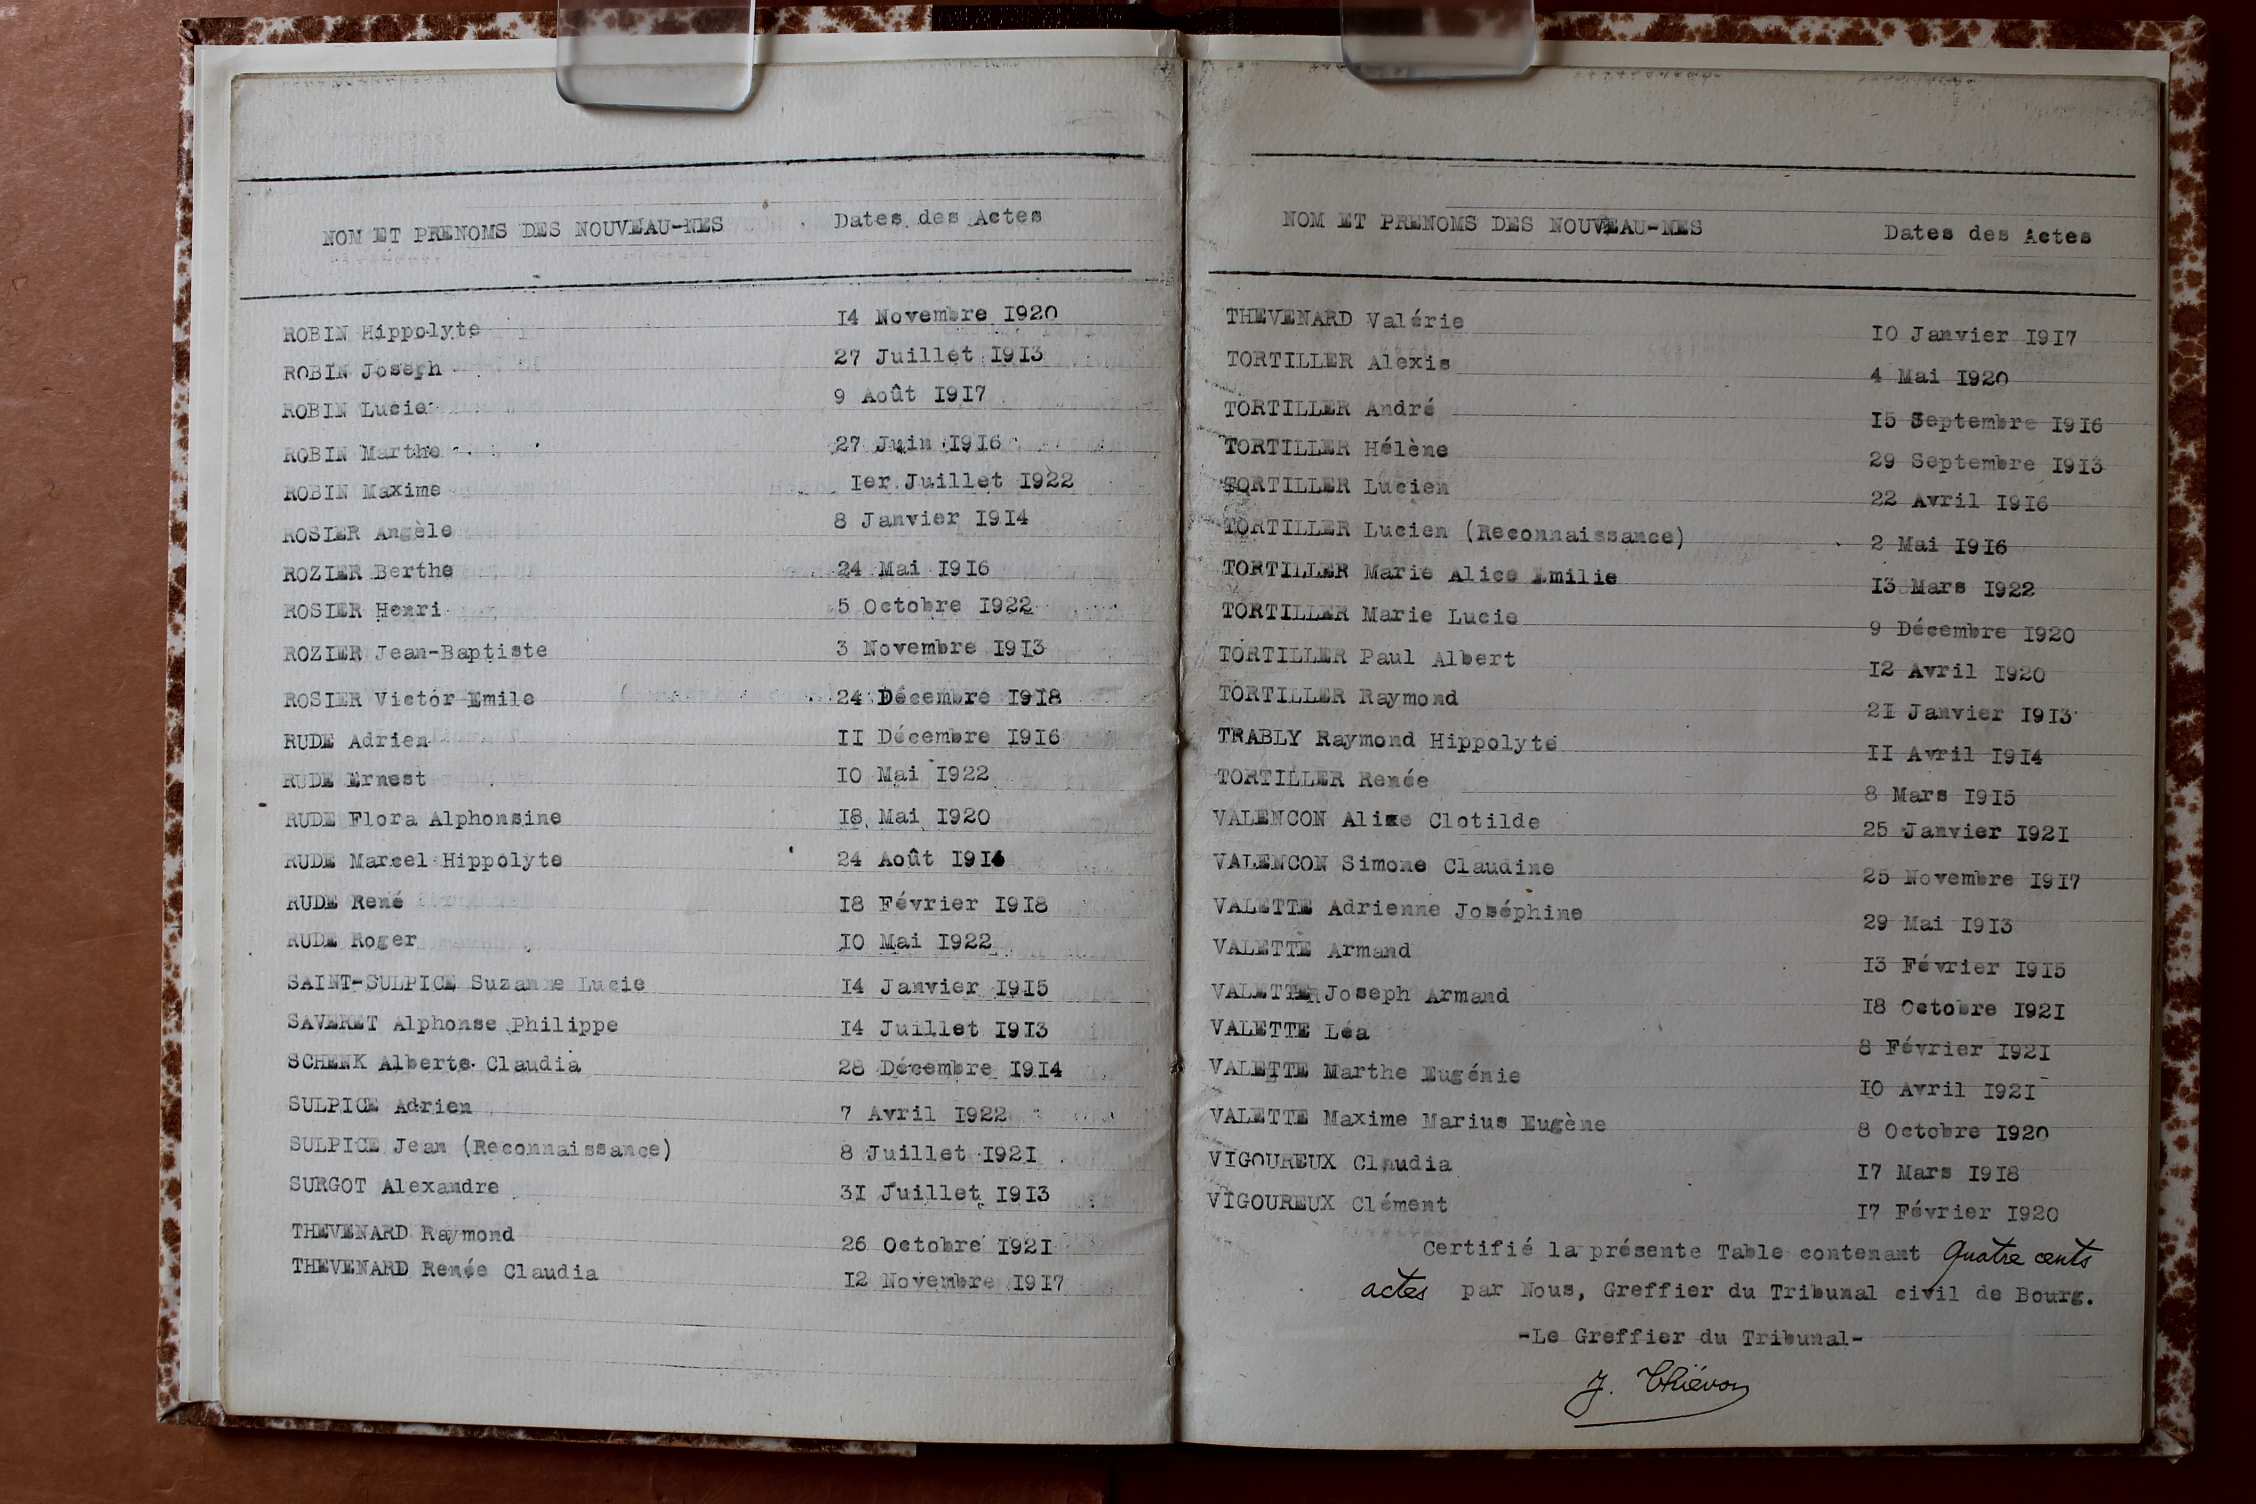 NOM ET PRENOMS DES NOUVEAU-NES Dates des Actes
ROBIN Hippolyte 14 Novembre 1920
ROBIN Joseph 27 Juillet 1913
ROBIN Lucie 9 Août 1917
ROBIN Marthe 27 Juin 1916
ROBIN Maxime 1er Juillet 1922
ROSIER Angèle 8 Janvier 1914
ROZIER Berthe 24 Mai 1916
ROSIER Henri 5 Octobre 1922
ROZIER Jean-Baptiste 3 Novembre 1913
ROSIER Victor Emile 24 Décembre 1918
RUDE Adrien 11 Décembre 1916
RUDE Ernest 10 Mai 1922
RUDE Flora Alphonsine 18 Mai 1920
RUDE Marcel Hippolyte 24 Août 1916
RUDE René 18 Février 1918
RUDE Roger 10 Mai 1922
SAINT-SULPICE Suzanne Lucie 14 Janvier 1915
SAVERET Alphonse Philippe 14 Juillet 1913
SCHENK Alberte Claudia 28 Décembre 1914
SULPICE Adrien 7 Avril 1922
SULPICE Jean (Reconnaissance) 8 Juillet 1921
SURGOT Alexandre 31 Juillet 1913
THEVENARD Raymond 26 Octobre 1921
THEVENARD Renée Claudia 12 Novembre 1917
NOM ET PRENOMS DES NOUVEAU-NES Dates des Actes
THEVENARD Valérie 10 Janvier 1917
TORTILLER Alexis 4 Mai 1920
TORTILLER André 15 Septembre 1916
TORTILLER Hélène 29 Septembre 1913
TORTILLER Lucien 22 Avril 1916
TORTILLER Lucien (Reconnaissance) 2 Mai 1916
TORTILLER Marie Alice Emilie 13 Mars 1922
TORTILLER Marie Lucie 9 Décembre 1920
TORTILLER Paul Albert 12 Avril 1920
TORTILLER Raymond 21 Janvier 1913
TRABLY Raymond Hippolyte 11 Avril 1914
TORTILLER Renée 8 Mars 1915
VALENCON Clotilde 25 Janvier 1921
VALENCON Simone Claudine 25 Novembre 1917
VALETTE Adrienne Joséphine 29 Mai 1913
VALETTE Armand 13 Février 1915
VALETTE Joseph Armand 18 Octobre 1921
VALETTE Léa 8 Février 1921
VALETTE Marthe Eugénie 10 Avril 1921
VALETTE Maxime Marius Eugène 8 Octobre 1920
VIGOUREUX Claudia 17 Mars 1918
VIGOUREUX Clément 17 Février 1920
Certifié la présente Table contenant Quatre cents
actes par Nous, Greffier du Tribunal civil de Bourg.
-Le Greffier du Tribunal-
J. Thiévon